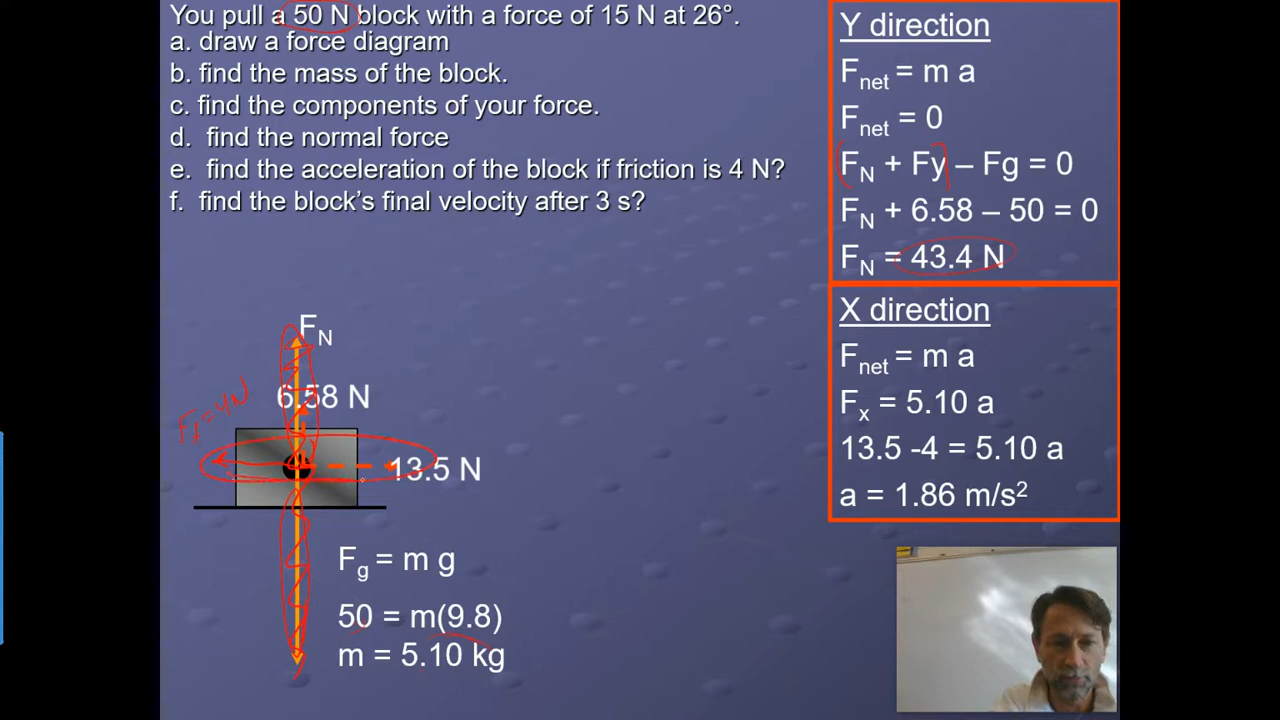 You pull a 50 N block with a force of 15 N at 26°.
a. draw a force diagram
b. find the mass of the block.
c. find the components of your force.
d. find the normal force
e. find the acceleration of the block if friction is 4 N?
f. find the block's final velocity after 3 s?
Y direction
Fnet = m a
Fnet = 0
FN + Fy – Fg = 0
FN + 6.58 – 50 = 0
FN = 43.4 N
X direction
Fnet = m a
Fx = 5.10 a
13.5 -4 = 5.10 a
a = 1.86 m/s²
FN
6.58 N
13.5 N
Fg = m g
50 = m(9.8)
m = 5.10 kg